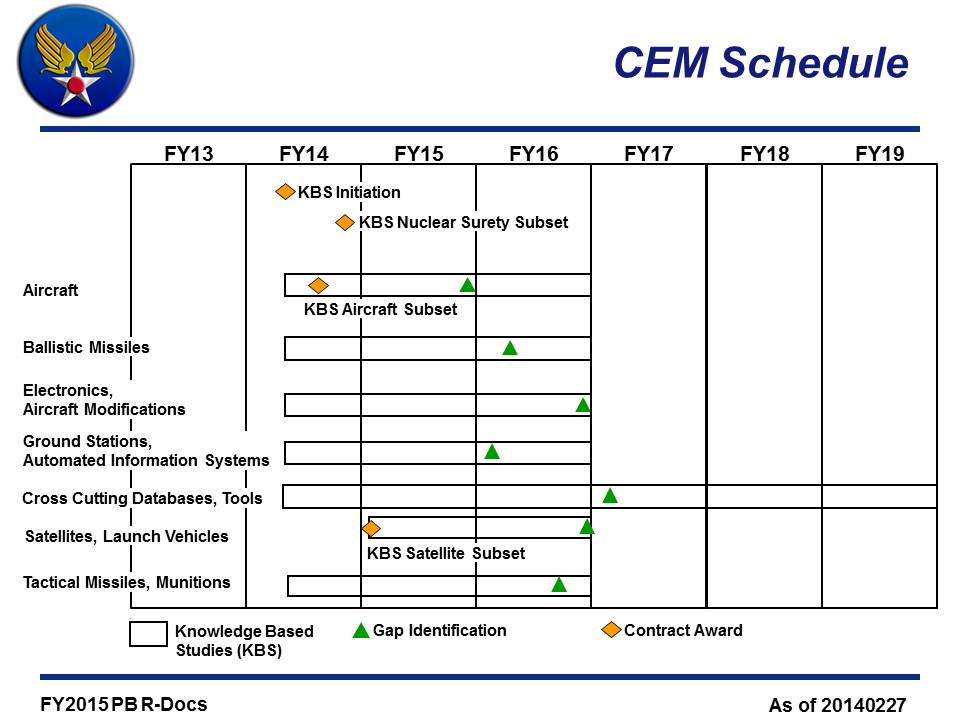 CEM Schedule
FY13 FY14 FY15 FY16 FY17 FY18 FY19
KBS Initiation
KBS Nuclear Surety Subset
Aircraft
KBS Aircraft Subset
Ballistic Missiles
Electronics,
Aircraft Modifications
Ground Stations,
Automated Information Systems
Cross Cutting Databases, Tools
Satellites, Launch Vehicles
KBS Satellite Subset
Tactical Missiles, Munitions
Knowledge Based
Studies (KBS)
Gap Identification
Contract Award
FY2015 PB R-Docs
As of 20140227